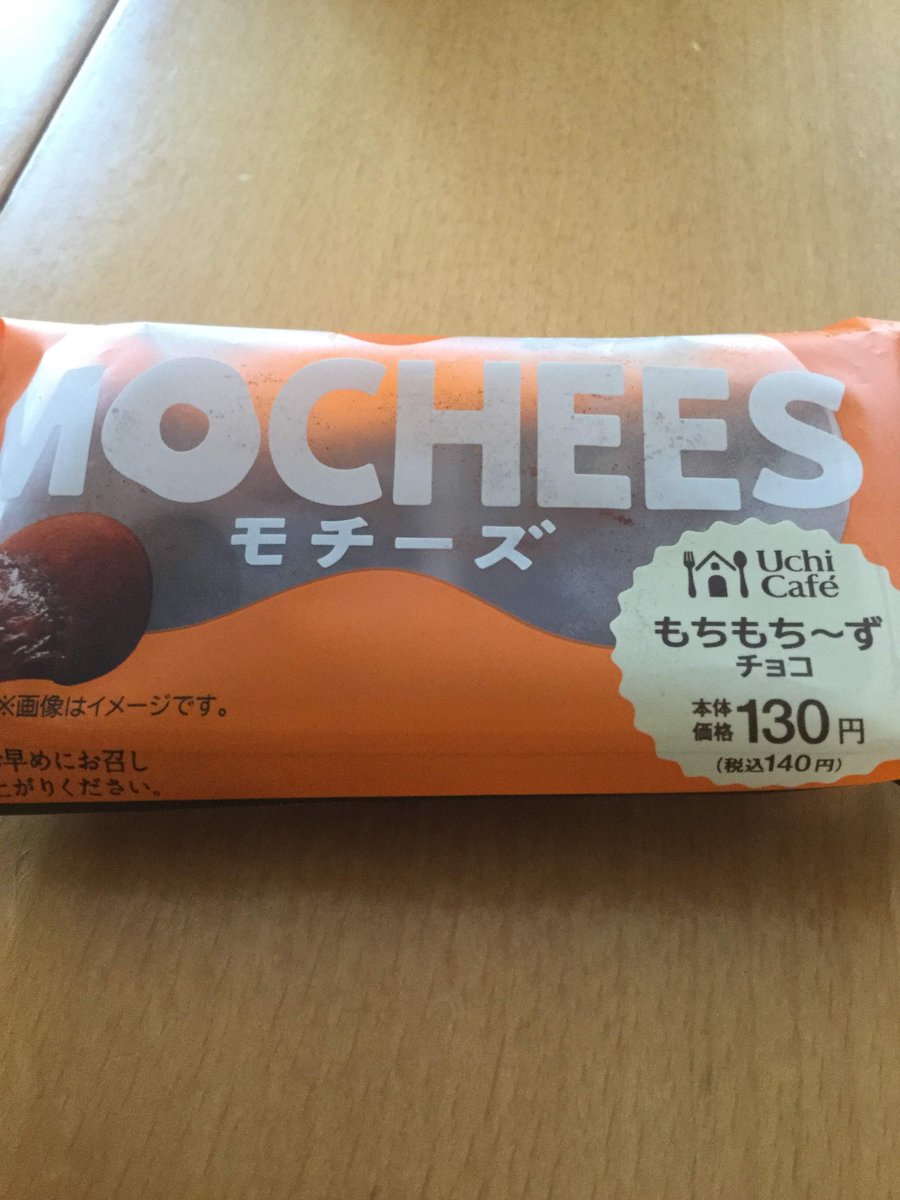 MOCHEES
モチーズ
Uchi
Café
もちもち〜ず
チョコ
本体
価格
130円
(税込140円)
※画像はイメージです。
早めにお召し
上がりください。